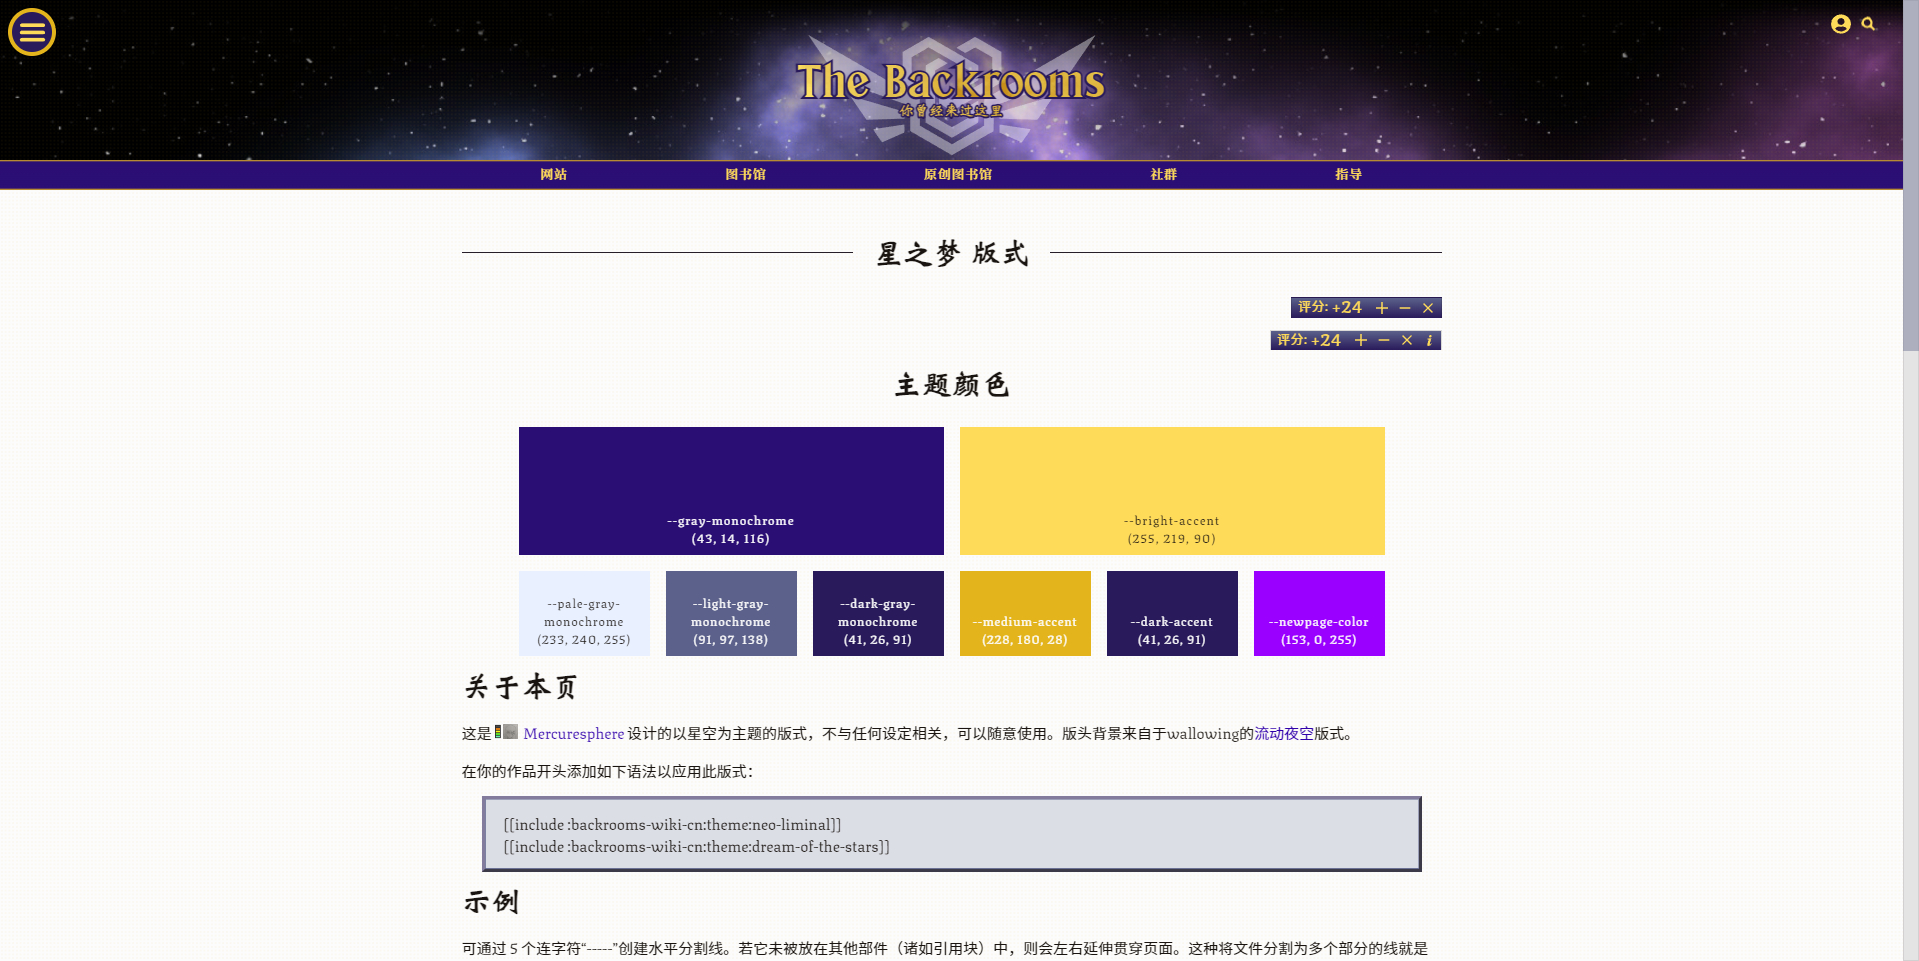 The Backrooms
你曾经来过这里
网站 图书馆 原创图书馆 社群 指导
星之梦 版式
评分: +24 + − ×
评分: +24 + − × i
主题颜色
--gray-monochrome
(43, 14, 116)
--bright-accent
(255, 219, 90)
--pale-gray-
monochrome
(233, 240, 255)
--light-gray-
monochrome
(91, 97, 138)
--dark-gray-
monochrome
(41, 26, 91)
--medium-accent
(228, 180, 28)
--dark-accent
(41, 26, 91)
--newpage-color
(153, 0, 255)
关于本页
这是 Mercuresphere 设计的以星空为主题的版式，不与任何设定相关，可以随意使用。版头背景来自于wallowing的流动夜空版式。
在你的作品开头添加如下语法以应用此版式：
[[include :backrooms-wiki-cn:theme:neo-liminal]]
[[include :backrooms-wiki-cn:theme:dream-of-the-stars]]
示例
可通过 5 个连字符“-----”创建水平分割线。若它未被放在其他部件（诸如引用块）中，则会左右延伸贯穿页面。这种将文件分割为多个部分的线就是